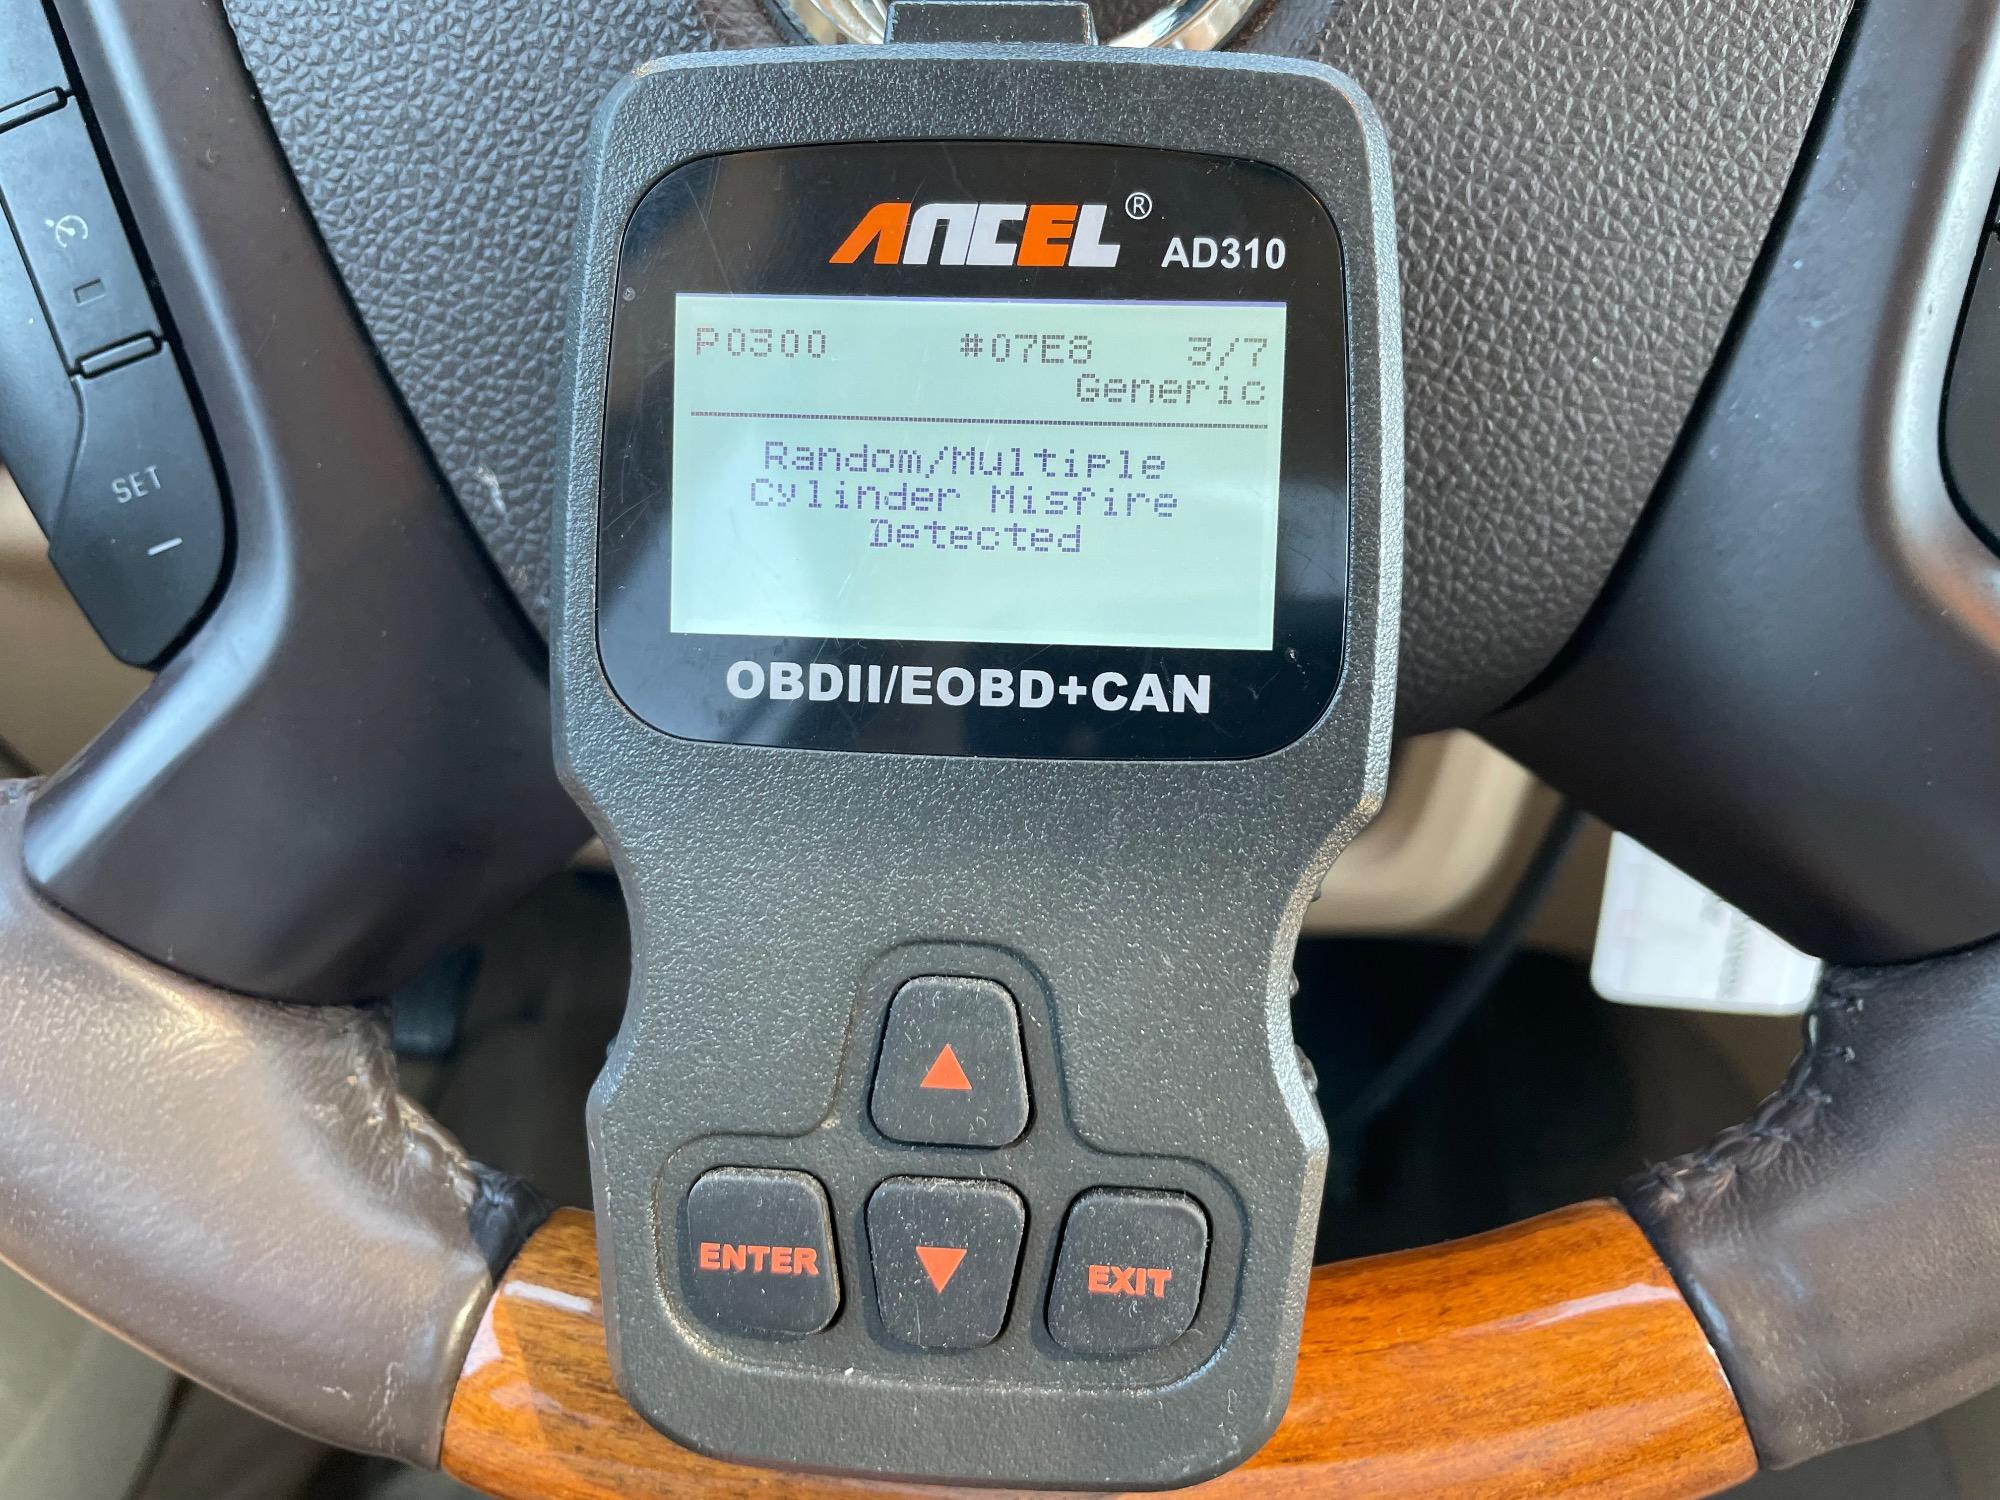 ANCEL® AD310
P0300 #07E8 3/7
Generic
Random/Multiple
Cylinder Misfire
Detected
OBDII/EOBD+CAN
SET
ENTER EXIT